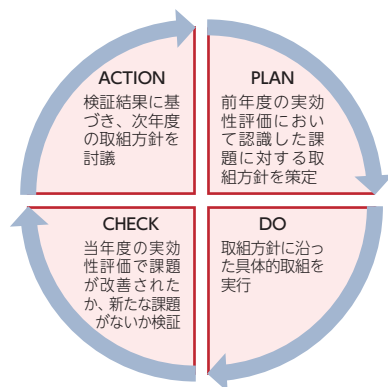 ACTION
検証結果に基
づき、次年度
の取組方針を
討議
PLAN
前年度の実効
性評価におい
て認識した課
題に対する取
組方針を策定
CHECK
当年度の実効
性評価で課題
が改善された
か、新たな課題
がないか検証
DO
取組方針に沿っ
た具体的取組を
実行